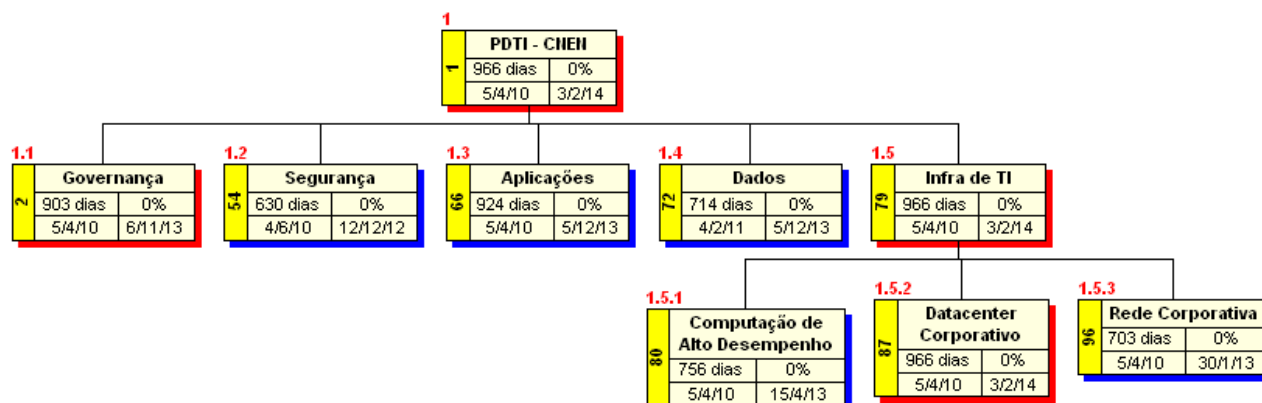 1
PDTI - CNEN
1
966 dias 0%
5/4/10 3/2/14
1.1
Governança
2
903 dias 0%
5/4/10 6/11/13
1.2
Segurança
54
630 dias 0%
4/6/10 12/12/12
1.3
Aplicações
66
924 dias 0%
5/4/10 5/12/13
1.4
Dados
72
714 dias 0%
4/2/11 5/12/13
1.5
Infra de TI
79
966 dias 0%
5/4/10 3/2/14
1.5.1
Computação de
Alto Desempenho
80
756 dias 0%
5/4/10 15/4/13
1.5.2
Datacenter
Corporativo
87
966 dias 0%
5/4/10 3/2/14
1.5.3
Rede Corporativa
96
703 dias 0%
5/4/10 30/1/13